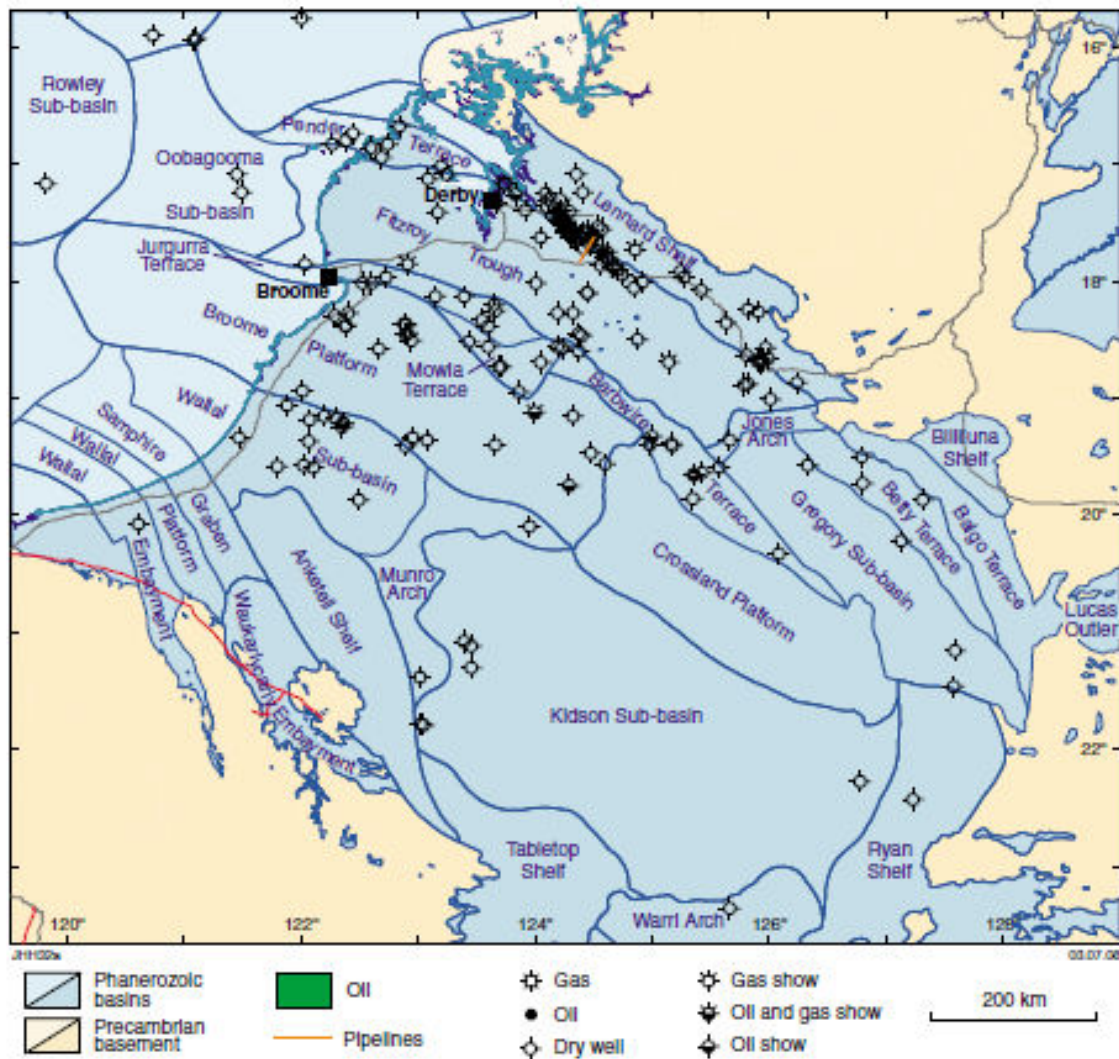 16°
Rowley
Sub-basin
Pender
Terrace
Oobagooma
Sub-basin
Derby
Lennard Shelf
Fitzroy
Trough
Jurgurra
Terrace
18°
Broome
Broome
Platform
Mowla
Terrace
Barbwire
Terrace
Wallal
Sub-basin
Jones
Arch
Billiluna
Shelf
Samphire
Graben
Wallal
Platform
Wallal
Embayment
Betty Terrace
Balgo Terrace
Gregory Sub-basin
20°
Crossland Platform
Anketell Shelf
Munro
Arch
Waukarlycarly Embayment
Lucas
Outlier
Kidson Sub-basin
22°
Tabletop
Shelf
Ryan
Shelf
Warri Arch
120°
122°
124°
126°
128°
03.07.08
Phanerozoic
basins
Precambrian
basement
Oil
Pipelines
Gas
Oil
Dry well
Gas show
Oil and gas show
Oil show
200 km